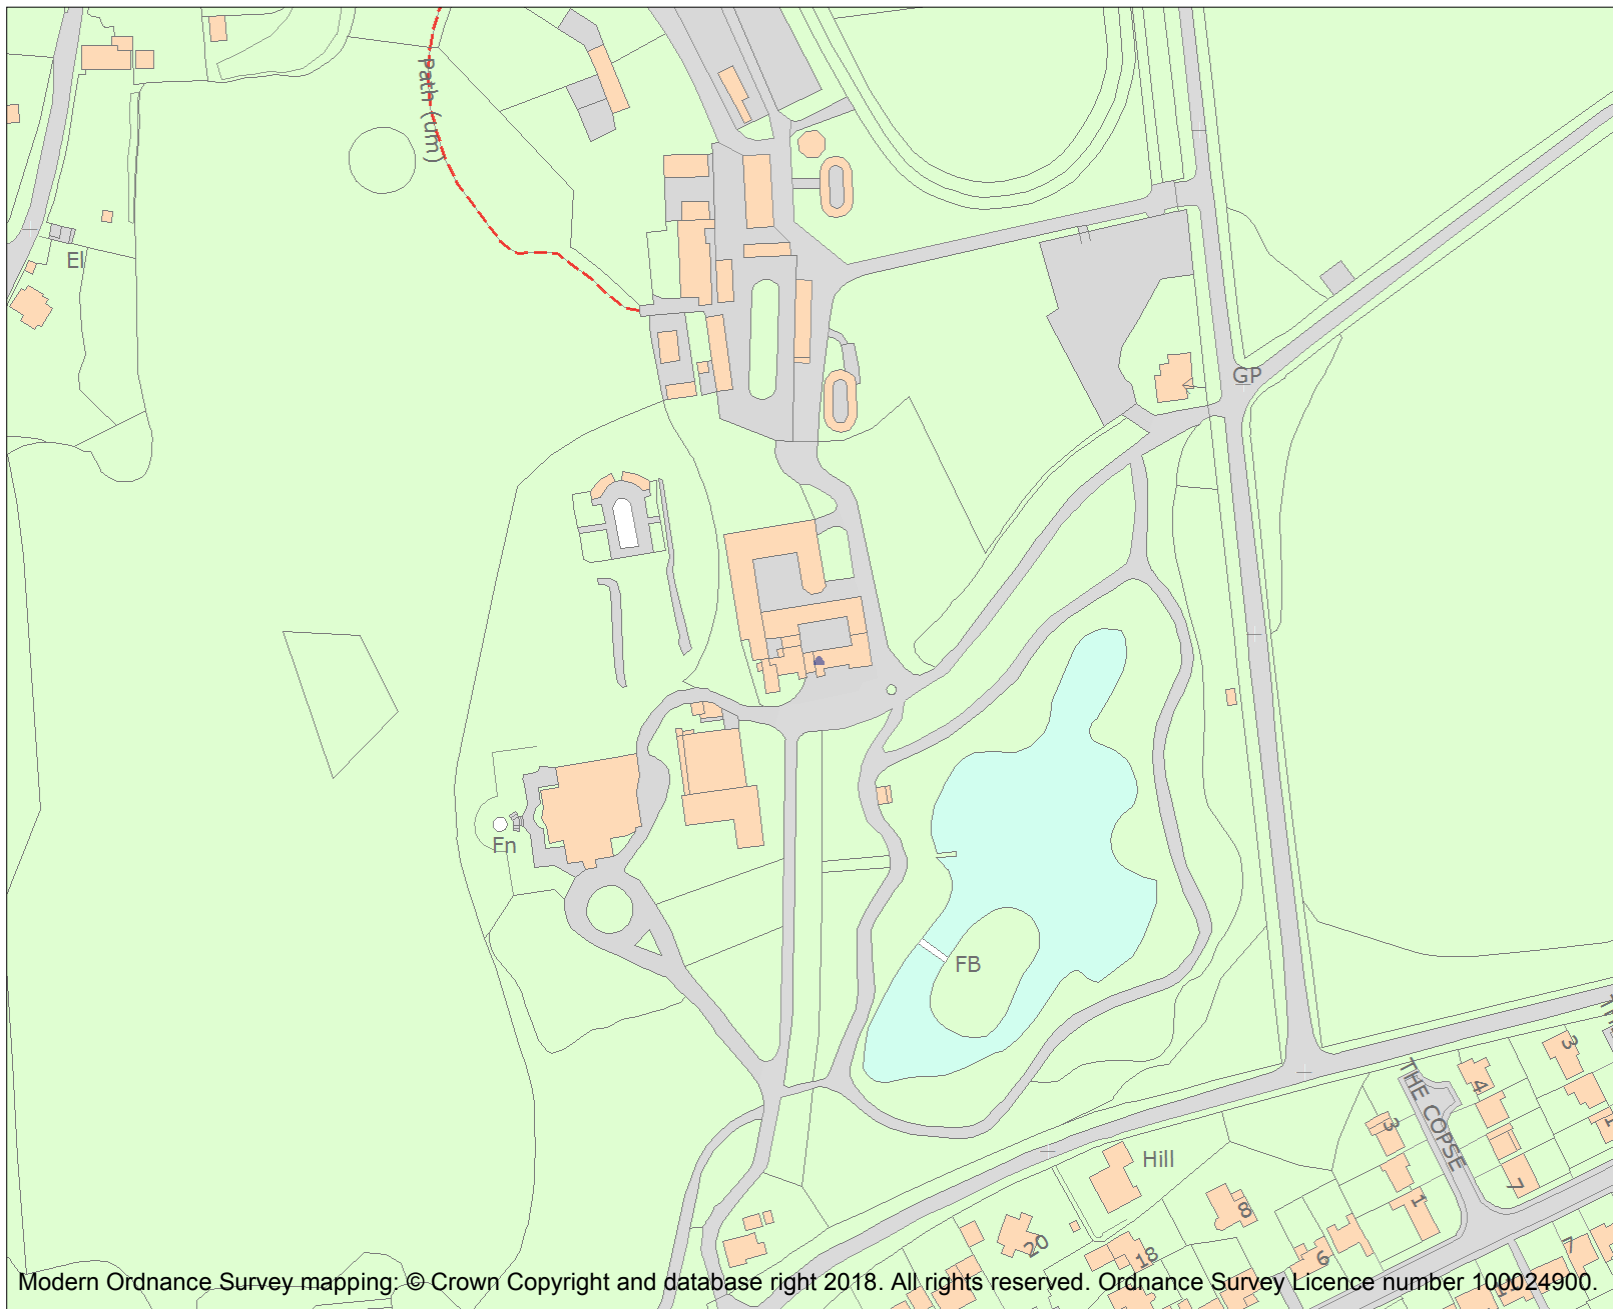 Path (um)
El
GP
Fn
FB
THE COPSE
3
4
3
Hill
7
1
8
20
18
6
7
Modern Ordnance Survey mapping: © Crown Copyright and database right 2018. All rights reserved. Ordnance Survey Licence number 100024900.